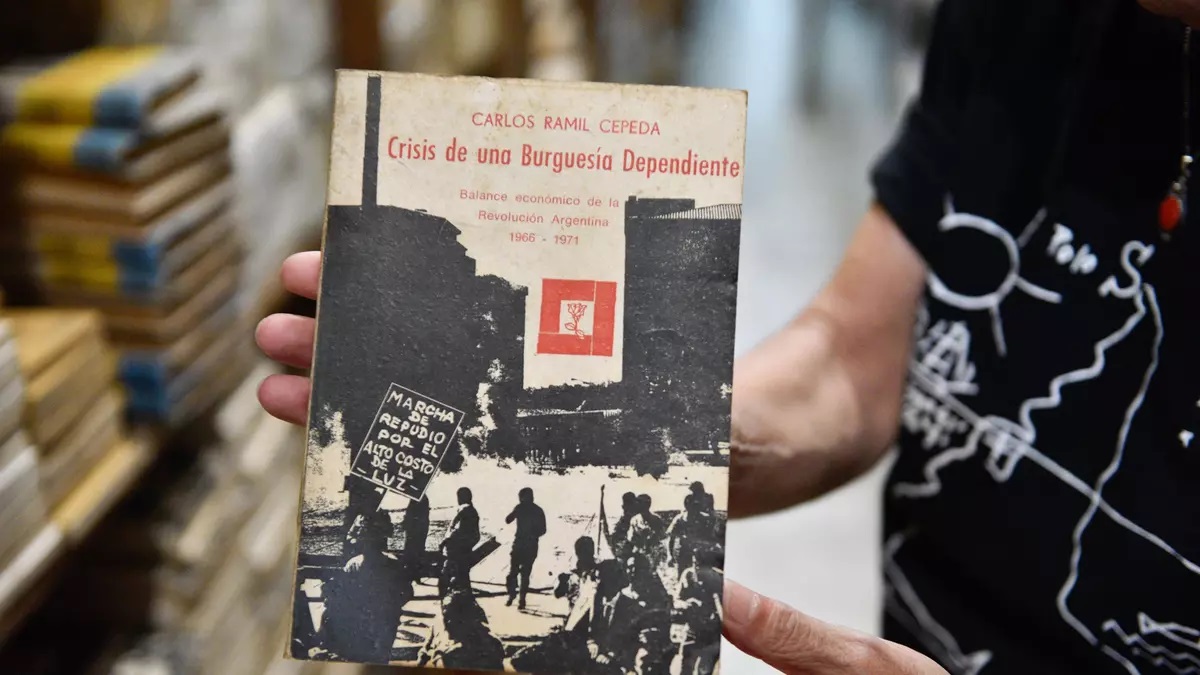 CARLOS RAMIL CEPEDA
Crisis de una Burguesía Dependiente
Balance económico de la
Revolución Argentina
1966 - 1971
MARCHA
DE
REPUDIO
POR EL
ALTO COSTO
DE LA
LUZ
Polo S